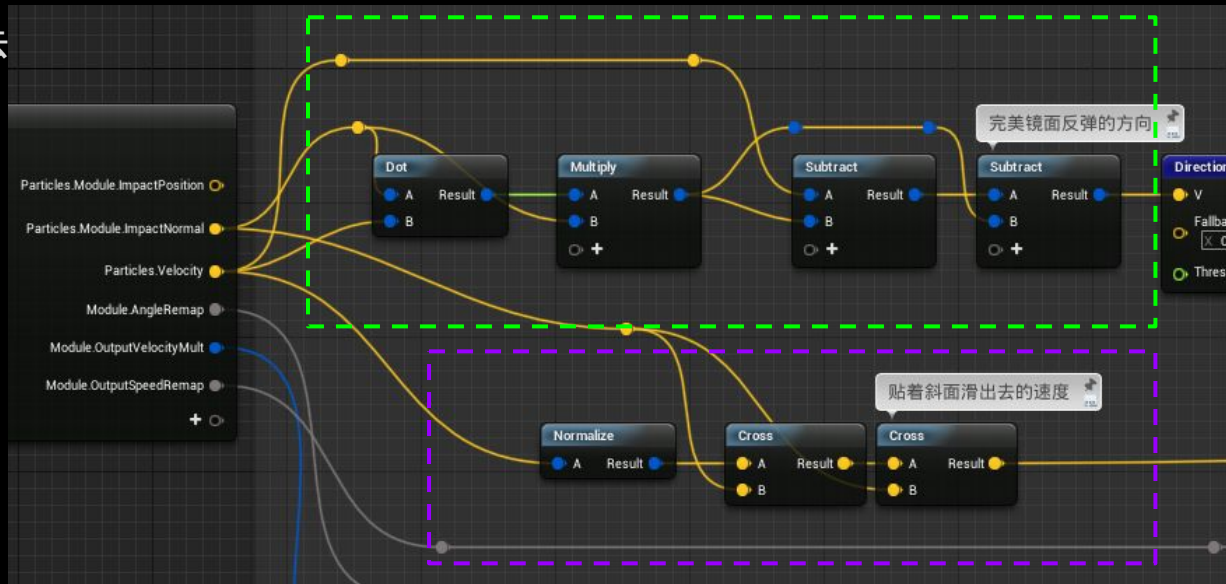 完美镜面反弹的方向
Dot
Multiply
Subtract
Subtract
Direction
Particles.Module.ImpactPosition
A Result
A Result
A Result
A Result
V
Particles.Module.ImpactNormal
B
B
B
B
Particles.Velocity
Module.AngleRemap
Module.OutputVelocityMult
Module.OutputSpeedRemap
贴着斜面滑出去的速度
Normalize
Cross
Cross
A Result
A Result
A Result
B
B